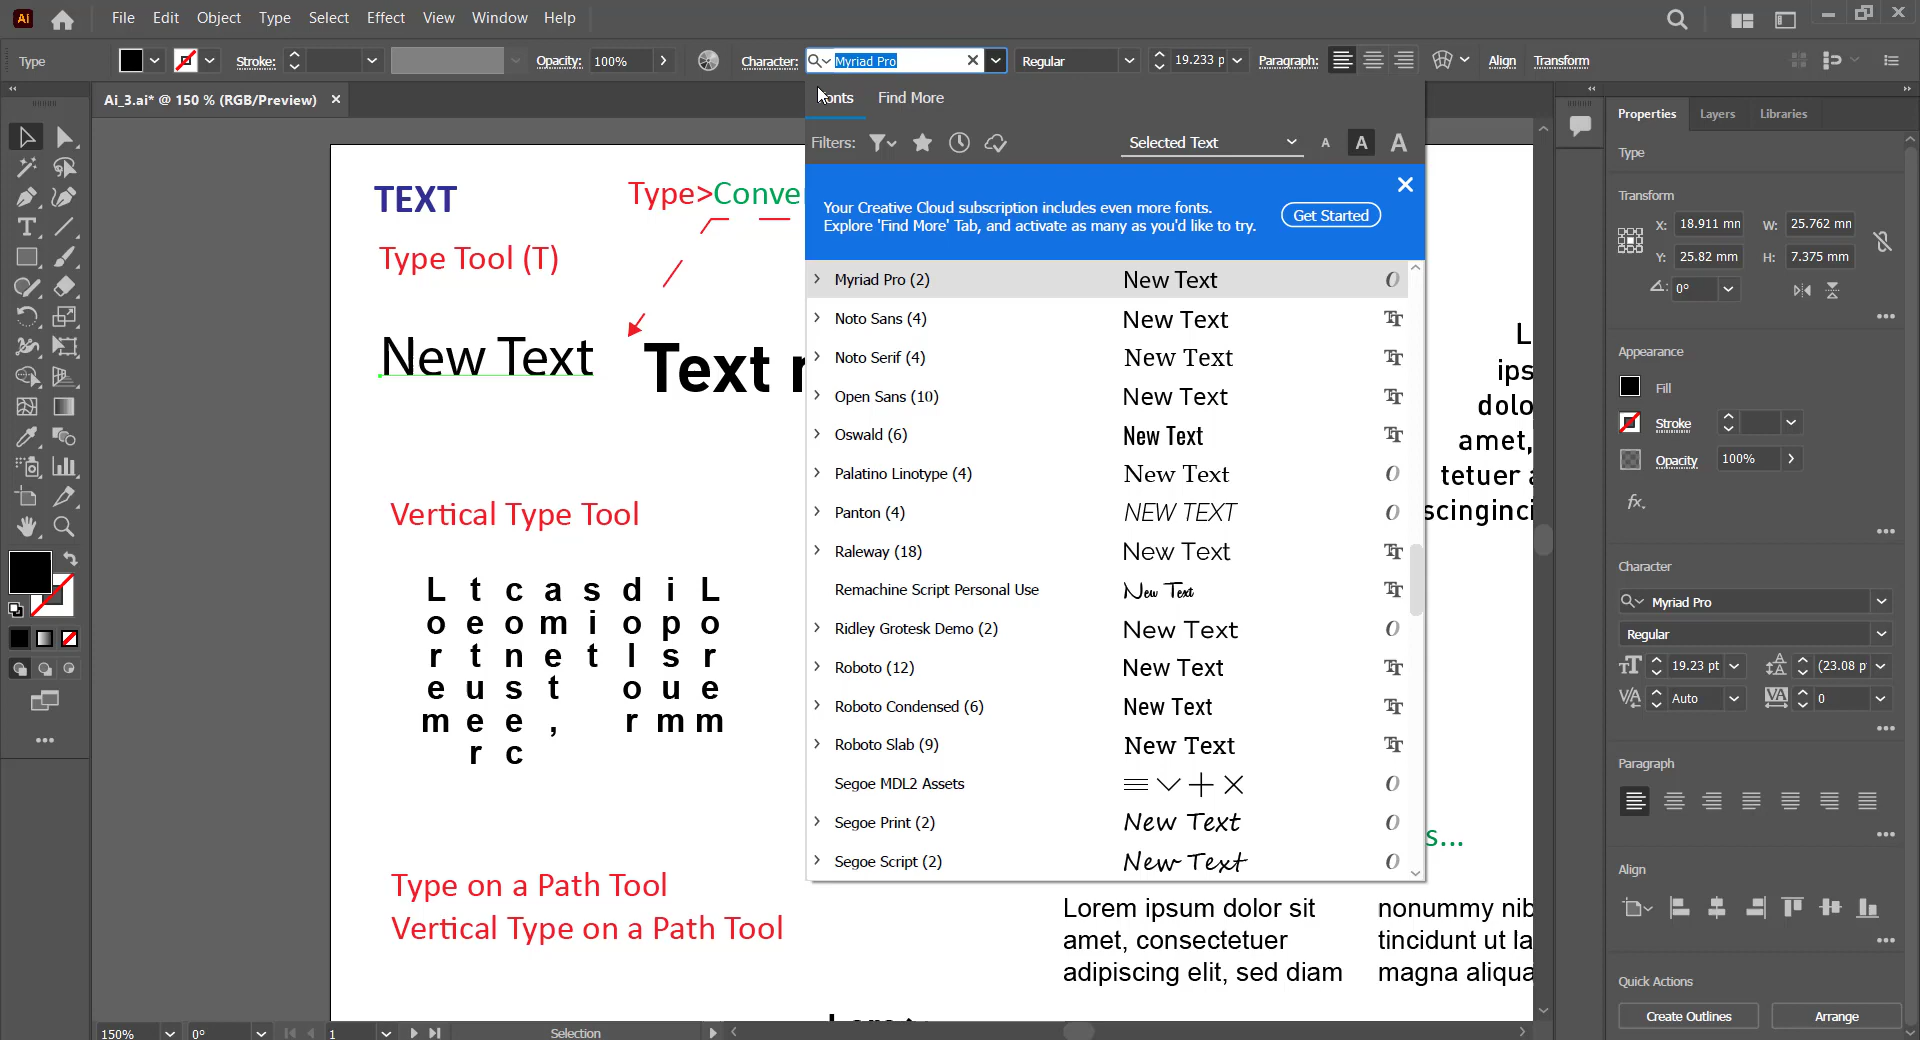 Ai File Edit Object Type Select Effect View Window Help
Type Stroke: Opacity: 100% Character: Myriad Pro Regular 19.233 p Paragraph: Align Transform
Ai_3.ai* @ 150 % (RGB/Preview)
Fonts Find More
Filters: Selected Text A A A
Your Creative Cloud subscription includes even more fonts.
Explore 'Find More' Tab, and activate as many as you'd like to try.
Get Started
Myriad Pro (2) New Text
Noto Sans (4) New Text
Noto Serif (4) New Text
Open Sans (10) New Text
Oswald (6) New Text
Palatino Linotype (4) New Text
Panton (4) NEW TEXT
Raleway (18) New Text
Remachine Script Personal Use New Text
Ridley Grotesk Demo (2) New Text
Roboto (12) New Text
Roboto Condensed (6) New Text
Roboto Slab (9) New Text
Segoe MDL2 Assets
Segoe Print (2) New Text
Segoe Script (2) New Text
TEXT
Type>Conver
Type Tool (T)
New Text
Text r
Vertical Type Tool
L t c a s d i L
o e o m i o p o
r t n e t l s r
e u s t o u e
m e e , r m m
r c
Type on a Path Tool
Vertical Type on a Path Tool
L
ips
dolo
amet,
tetuer a
scinginci
s...
Lorem ipsum dolor sit
amet, consectetuer
adipiscing elit, sed diam
nonummy nib
tincidunt ut la
magna aliqua
150% 0° 1 Selection
Properties Layers Libraries
Type
Transform
X: 18.911 mn W: 25.762 mn
Y: 25.82 mm H: 7.375 mm
0°
Appearance
Fill
Stroke
Opacity 100%
fx.
Character
Myriad Pro
Regular
19.23 pt (23.08 p
Auto 0
Paragraph
Align
Quick Actions
Create Outlines Arrange